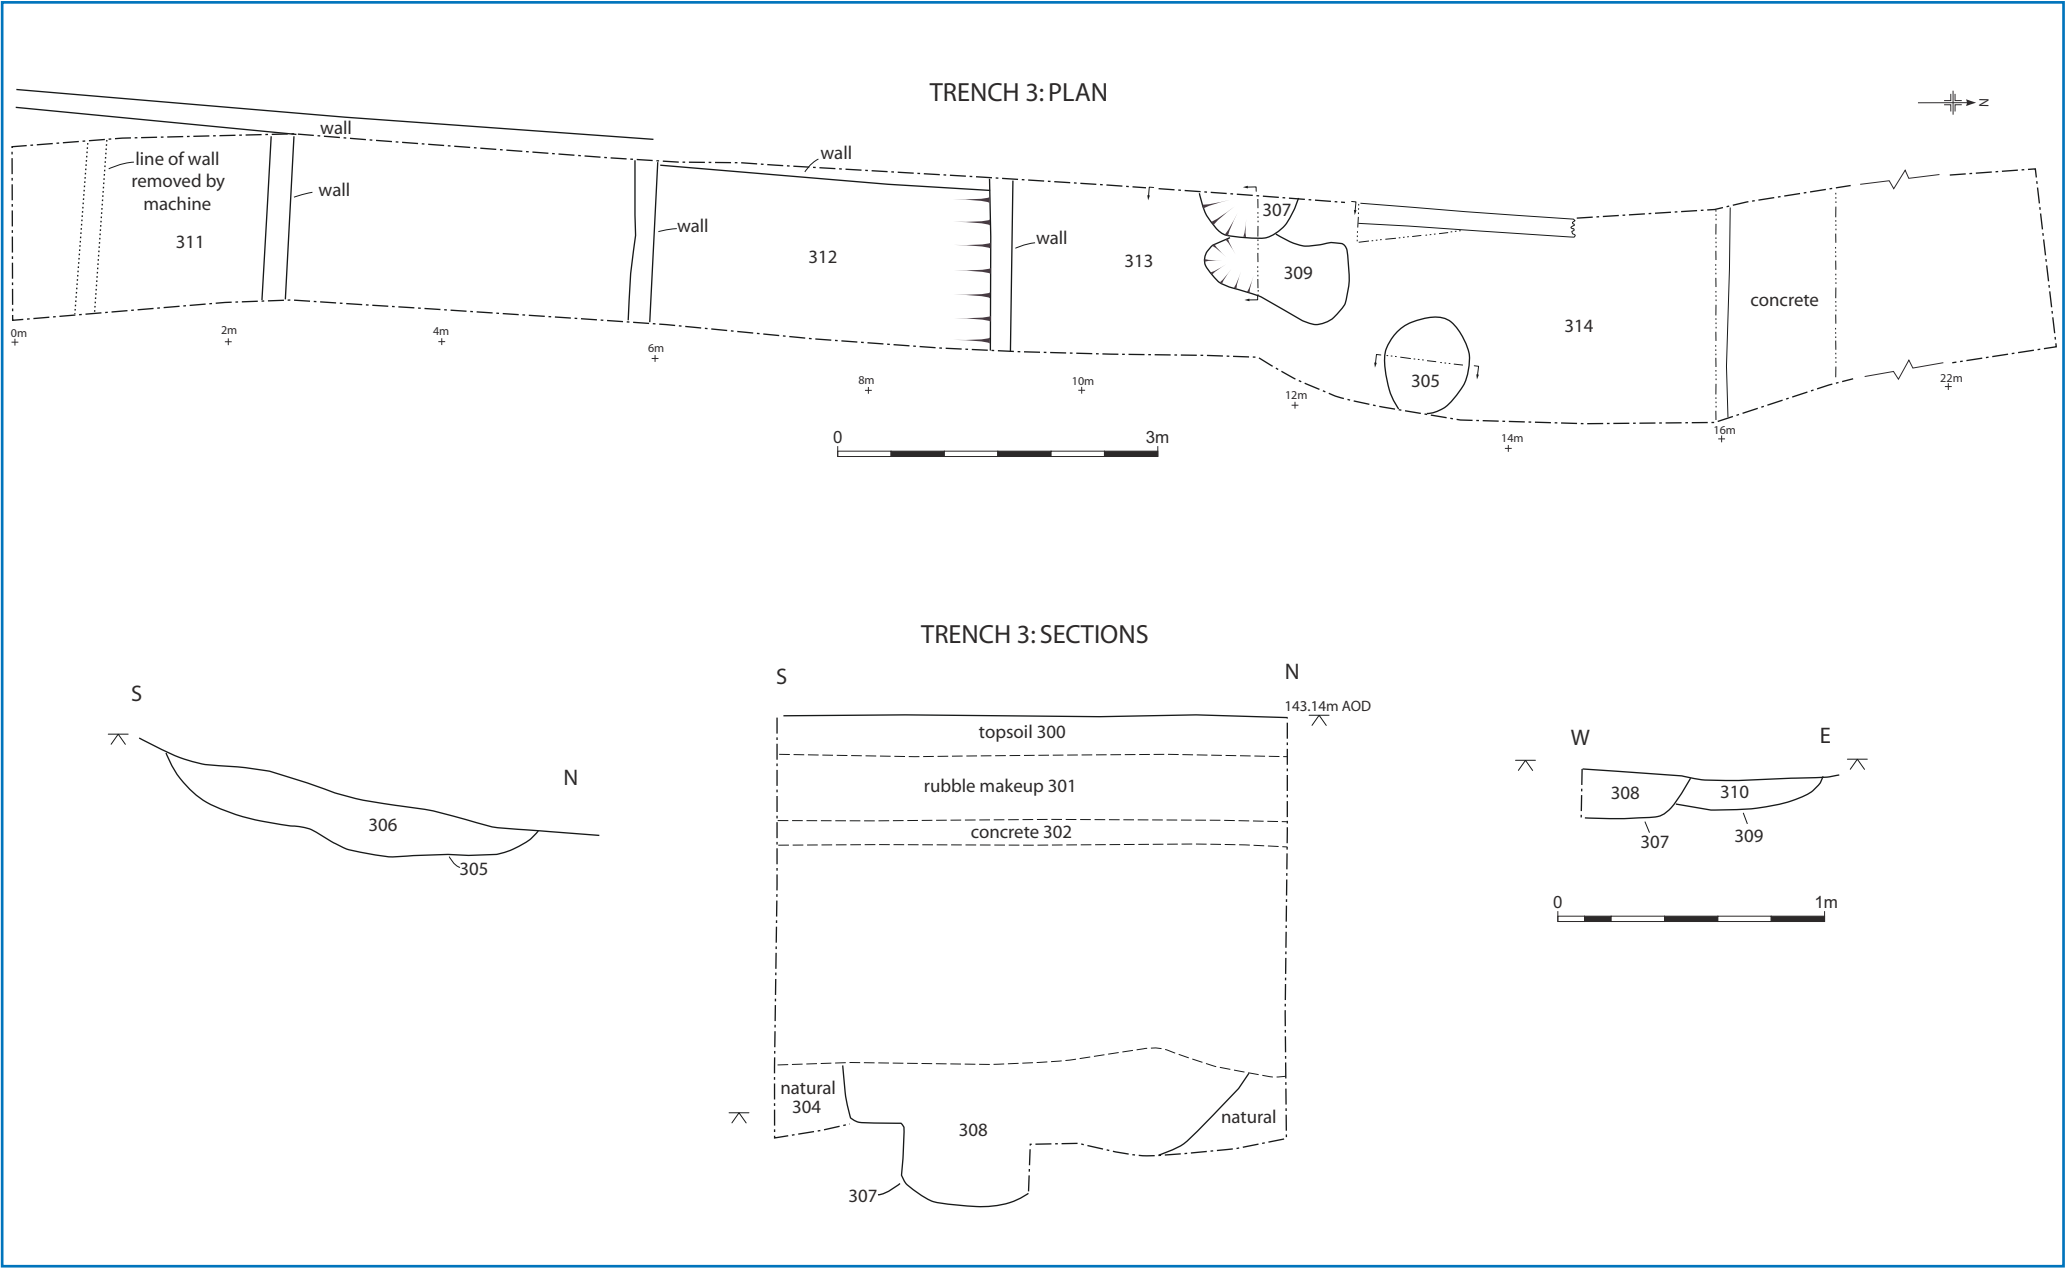 TRENCH 3: PLAN
N
wall
line of wall
removed by
machine
wall
wall
wall
wall
311
312
313
307
309
305
314
concrete
0m
2m
4m
6m
8m
10m
12m
14m
16m
22m
0
3m
TRENCH 3: SECTIONS
S
N
306
305
S
N
143.14m AOD
topsoil 300
rubble makeup 301
concrete 302
natural
304
308
natural
307
W
E
308
310
307
309
0
1m